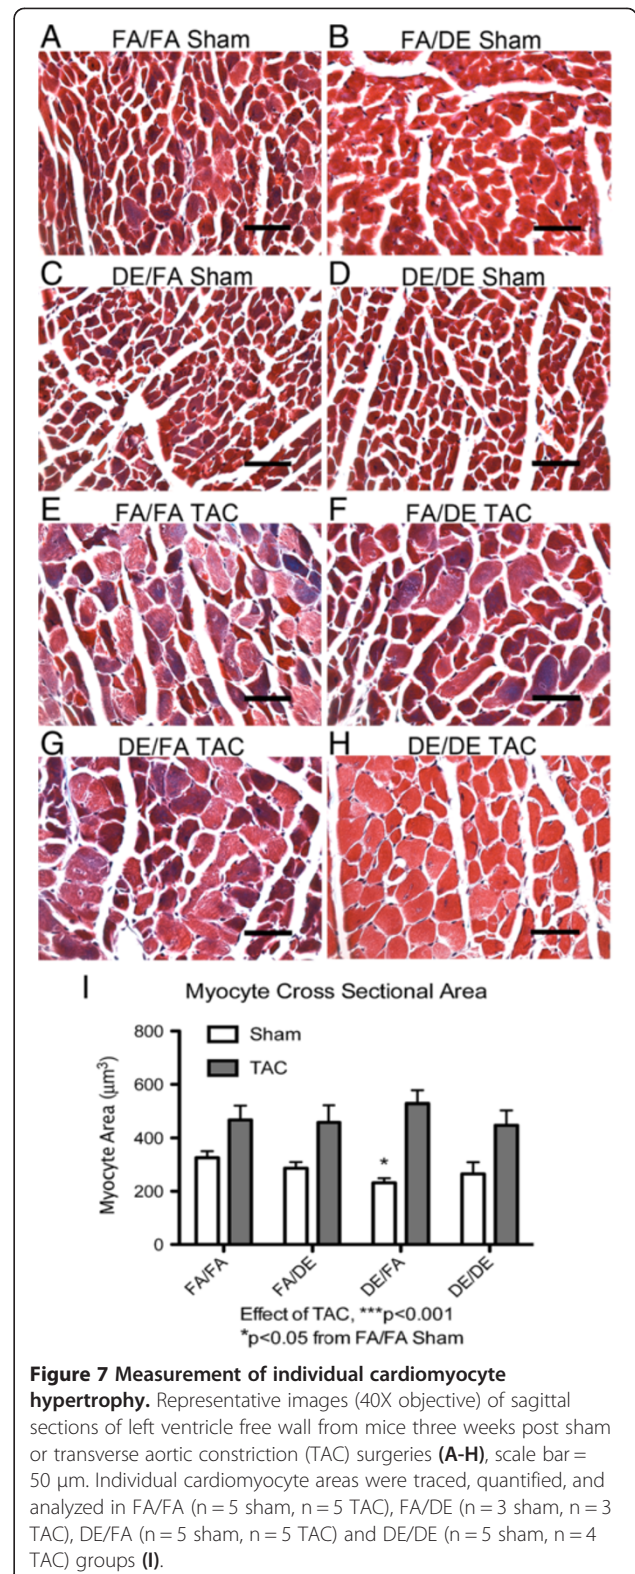 A FA/FA Sham
B FA/DE Sham
C DE/FA Sham
D DE/DE Sham
E FA/FA TAC
F FA/DE TAC
G DE/FA TAC
H DE/DE TAC
I Myocyte Cross Sectional Area
Myocyte Area (μm³)
800
600
400
200
0
Sham
TAC
*
FA/FA
FA/DE
DE/FA
DE/DE
Effect of TAC, ***p<0.001
*p<0.05 from FA/FA Sham
Figure 7 Measurement of individual cardiomyocyte
hypertrophy. Representative images (40X objective) of sagittal
sections of left ventricle free wall from mice three weeks post sham
or transverse aortic constriction (TAC) surgeries (A-H), scale bar =
50 μm. Individual cardiomyocyte areas were traced, quantified, and
analyzed in FA/FA (n = 5 sham, n = 5 TAC), FA/DE (n = 3 sham, n = 3
TAC), DE/FA (n = 5 sham, n = 5 TAC) and DE/DE (n = 5 sham, n = 4
TAC) groups (I).